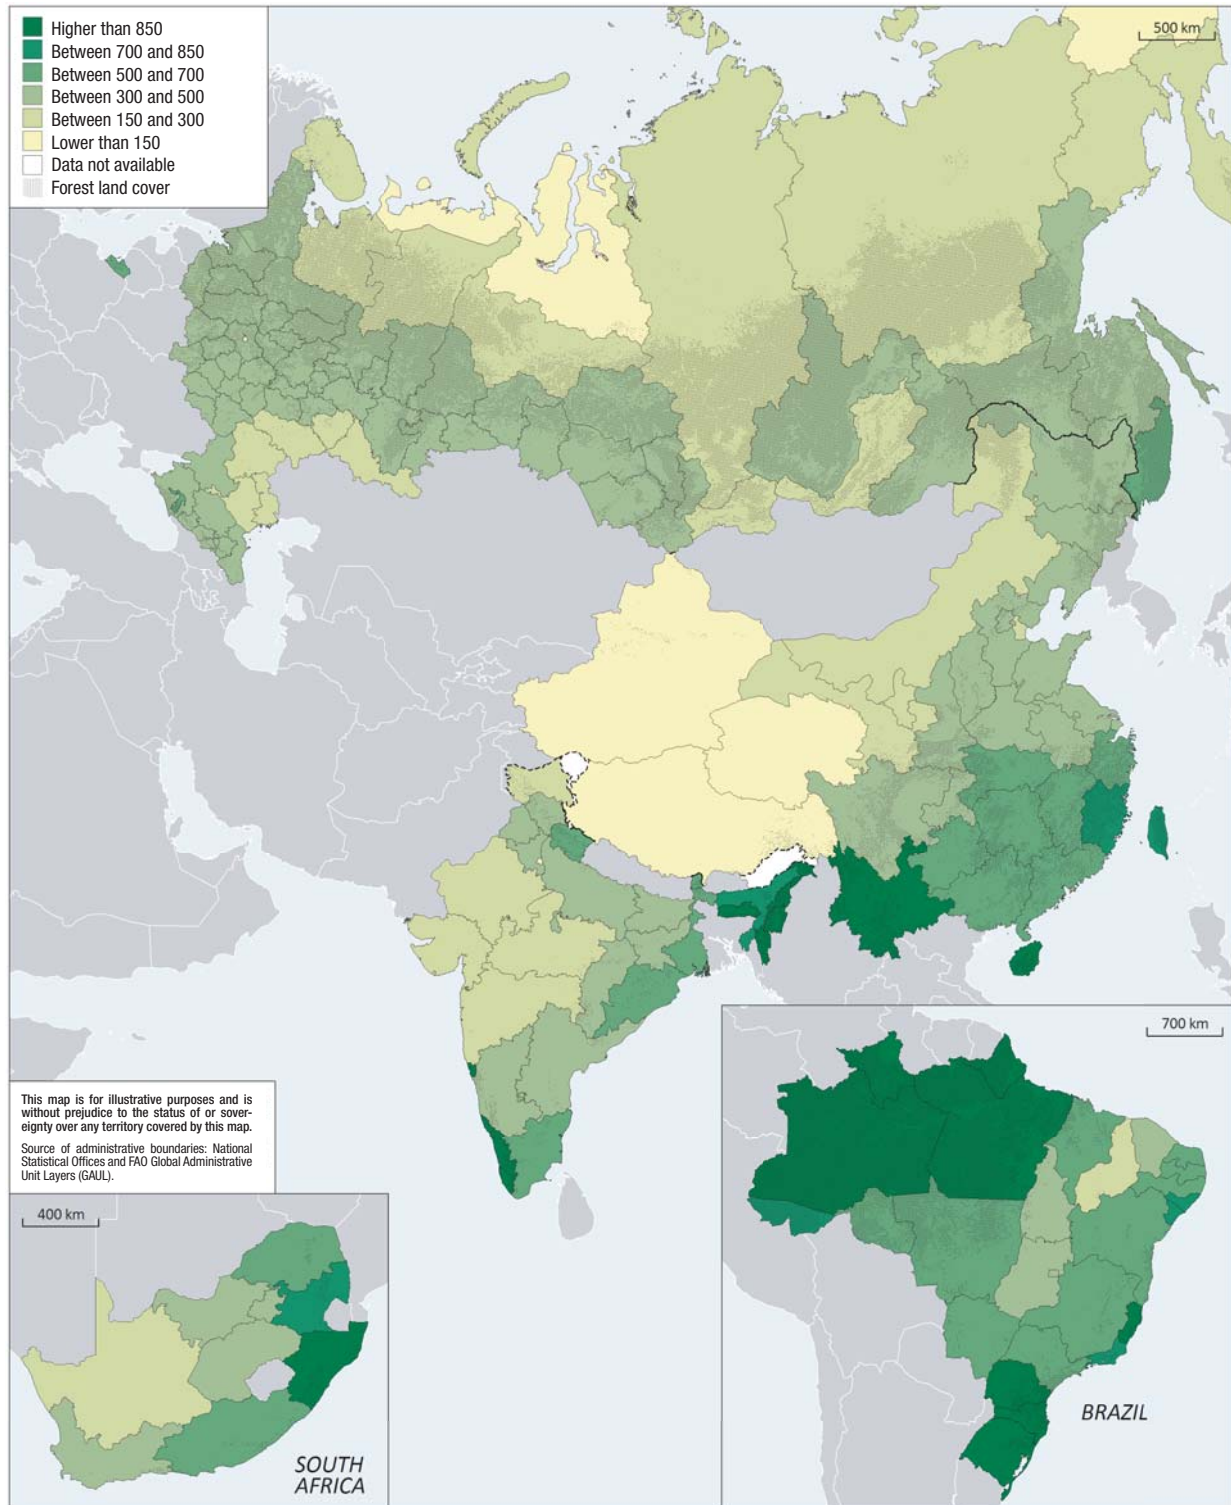 Higher than 850
Between 700 and 850
Between 500 and 700
Between 300 and 500
Between 150 and 300
Lower than 150
Data not available
Forest land cover
500 km
This map is for illustrative purposes and is
without prejudice to the status of or sover-
eignty over any territory covered by this map.
Source of administrative boundaries: National
Statistical Offices and FAO Global Administrative
Unit Layers (GAUL).
400 km
SOUTH
AFRICA
700 km
BRAZIL